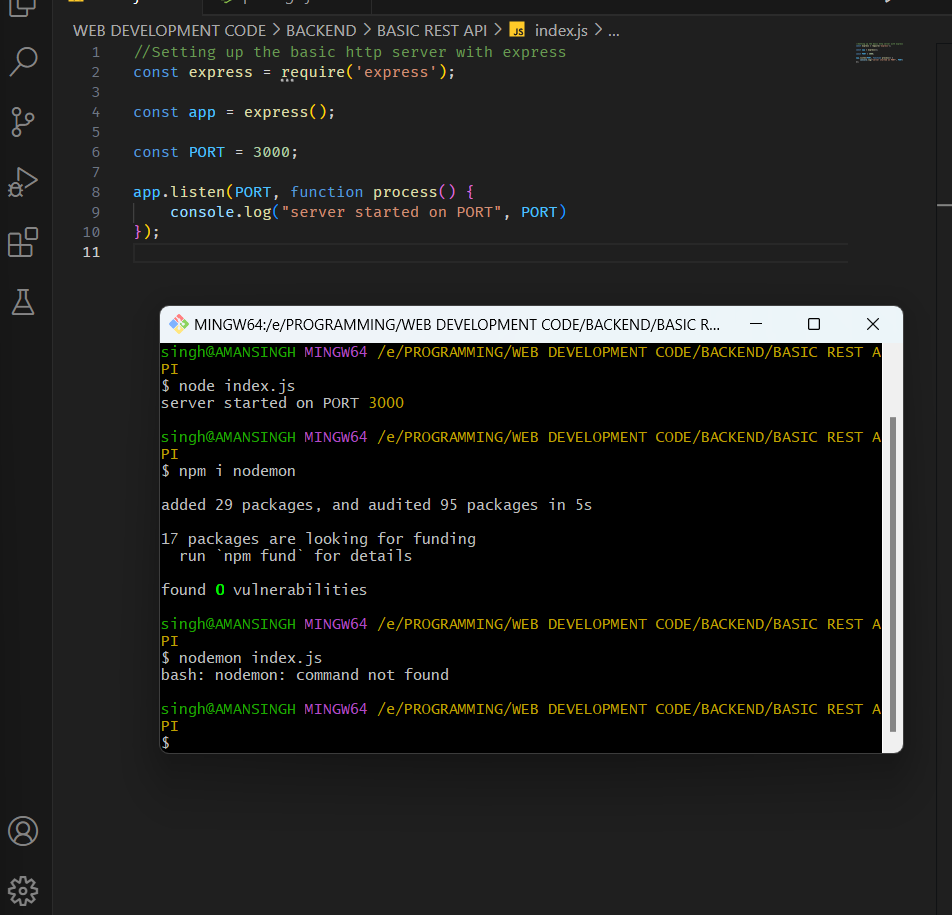 WEB DEVELOPMENT CODE > BACKEND > BASIC REST API > JS index.js > ...
1 //Setting up the basic http server with express
2 const express = require('express');
3
4 const app = express();
5
6 const PORT = 3000;
7
8 app.listen(PORT, function process() {
9 console.log("server started on PORT", PORT)
10 });
11
MINGW64:/e/PROGRAMMING/WEB DEVELOPMENT CODE/BACKEND/BASIC R...
singh@AMANSINGH MINGW64 /e/PROGRAMMING/WEB DEVELOPMENT CODE/BACKEND/BASIC REST A
PI
$ node index.js
server started on PORT 3000
singh@AMANSINGH MINGW64 /e/PROGRAMMING/WEB DEVELOPMENT CODE/BACKEND/BASIC REST A
PI
$ npm i nodemon
added 29 packages, and audited 95 packages in 5s
17 packages are looking for funding
run `npm fund` for details
found 0 vulnerabilities
singh@AMANSINGH MINGW64 /e/PROGRAMMING/WEB DEVELOPMENT CODE/BACKEND/BASIC REST A
PI
$ nodemon index.js
bash: nodemon: command not found
singh@AMANSINGH MINGW64 /e/PROGRAMMING/WEB DEVELOPMENT CODE/BACKEND/BASIC REST A
PI
$